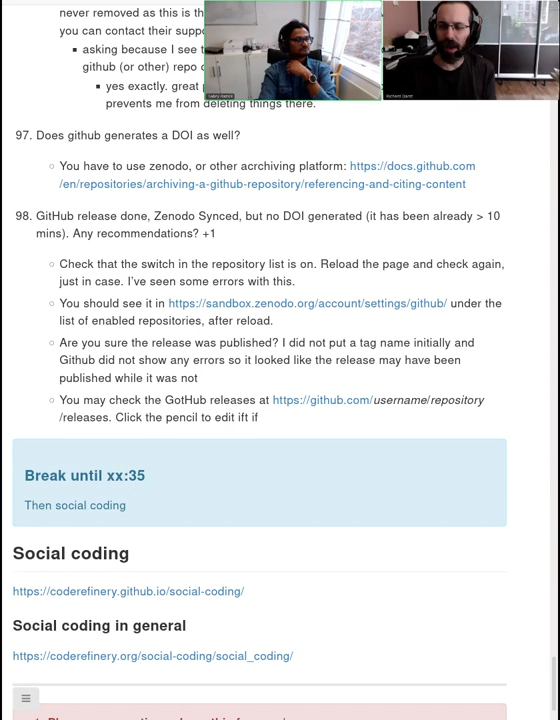 never removed as this is th
you can contact their suppo
asking because I see t
github (or other) repo c
yes exactly. great p
prevents me from deleting things there.
97. Does github generates a DOI as well?
You have to use zenodo, or other acrchiving platform: https://docs.github.com
/en/repositories/archiving-a-github-repository/referencing-and-citing-content
98. GitHub release done, Zenodo Synced, but no DOI generated (it has been already > 10
mins). Any recommendations? +1
Check that the switch in the repository list is on. Reload the page and check again,
just in case. I've seen some errors with this.
You should see it in https://sandbox.zenodo.org/account/settings/github/ under the
list of enabled repositories, after reload.
Are you sure the release was published? I did not put a tag name initially and
Github did not show any errors so it looked like the release may have been
published while it was not
You may check the GotHub releases at https://github.com/username/repository
/releases. Click the pencil to edit ift if
Break until xx:35
Then social coding
Social coding
https://coderefinery.github.io/social-coding/
Social coding in general
https://coderefinery.org/social-coding/social_coding/